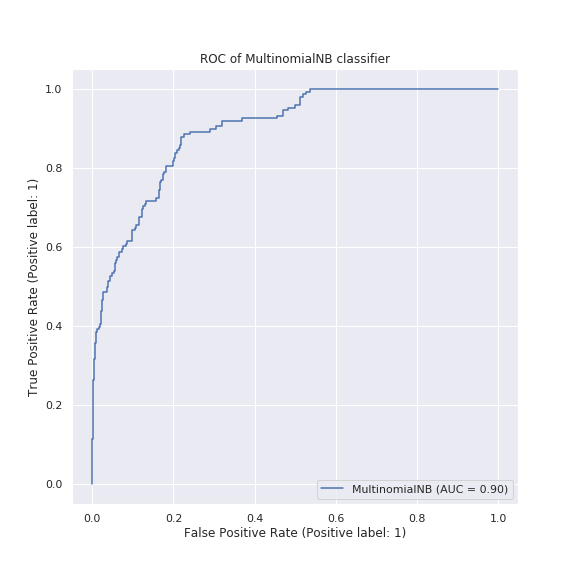 ROC of MultinomialNB classifier
1.0
0.8
0.6
0.4
0.2
0.0
True Positive Rate (Positive label: 1)
MultinomialNB (AUC = 0.90)
0.0 0.2 0.4 0.6 0.8 1.0
False Positive Rate (Positive label: 1)